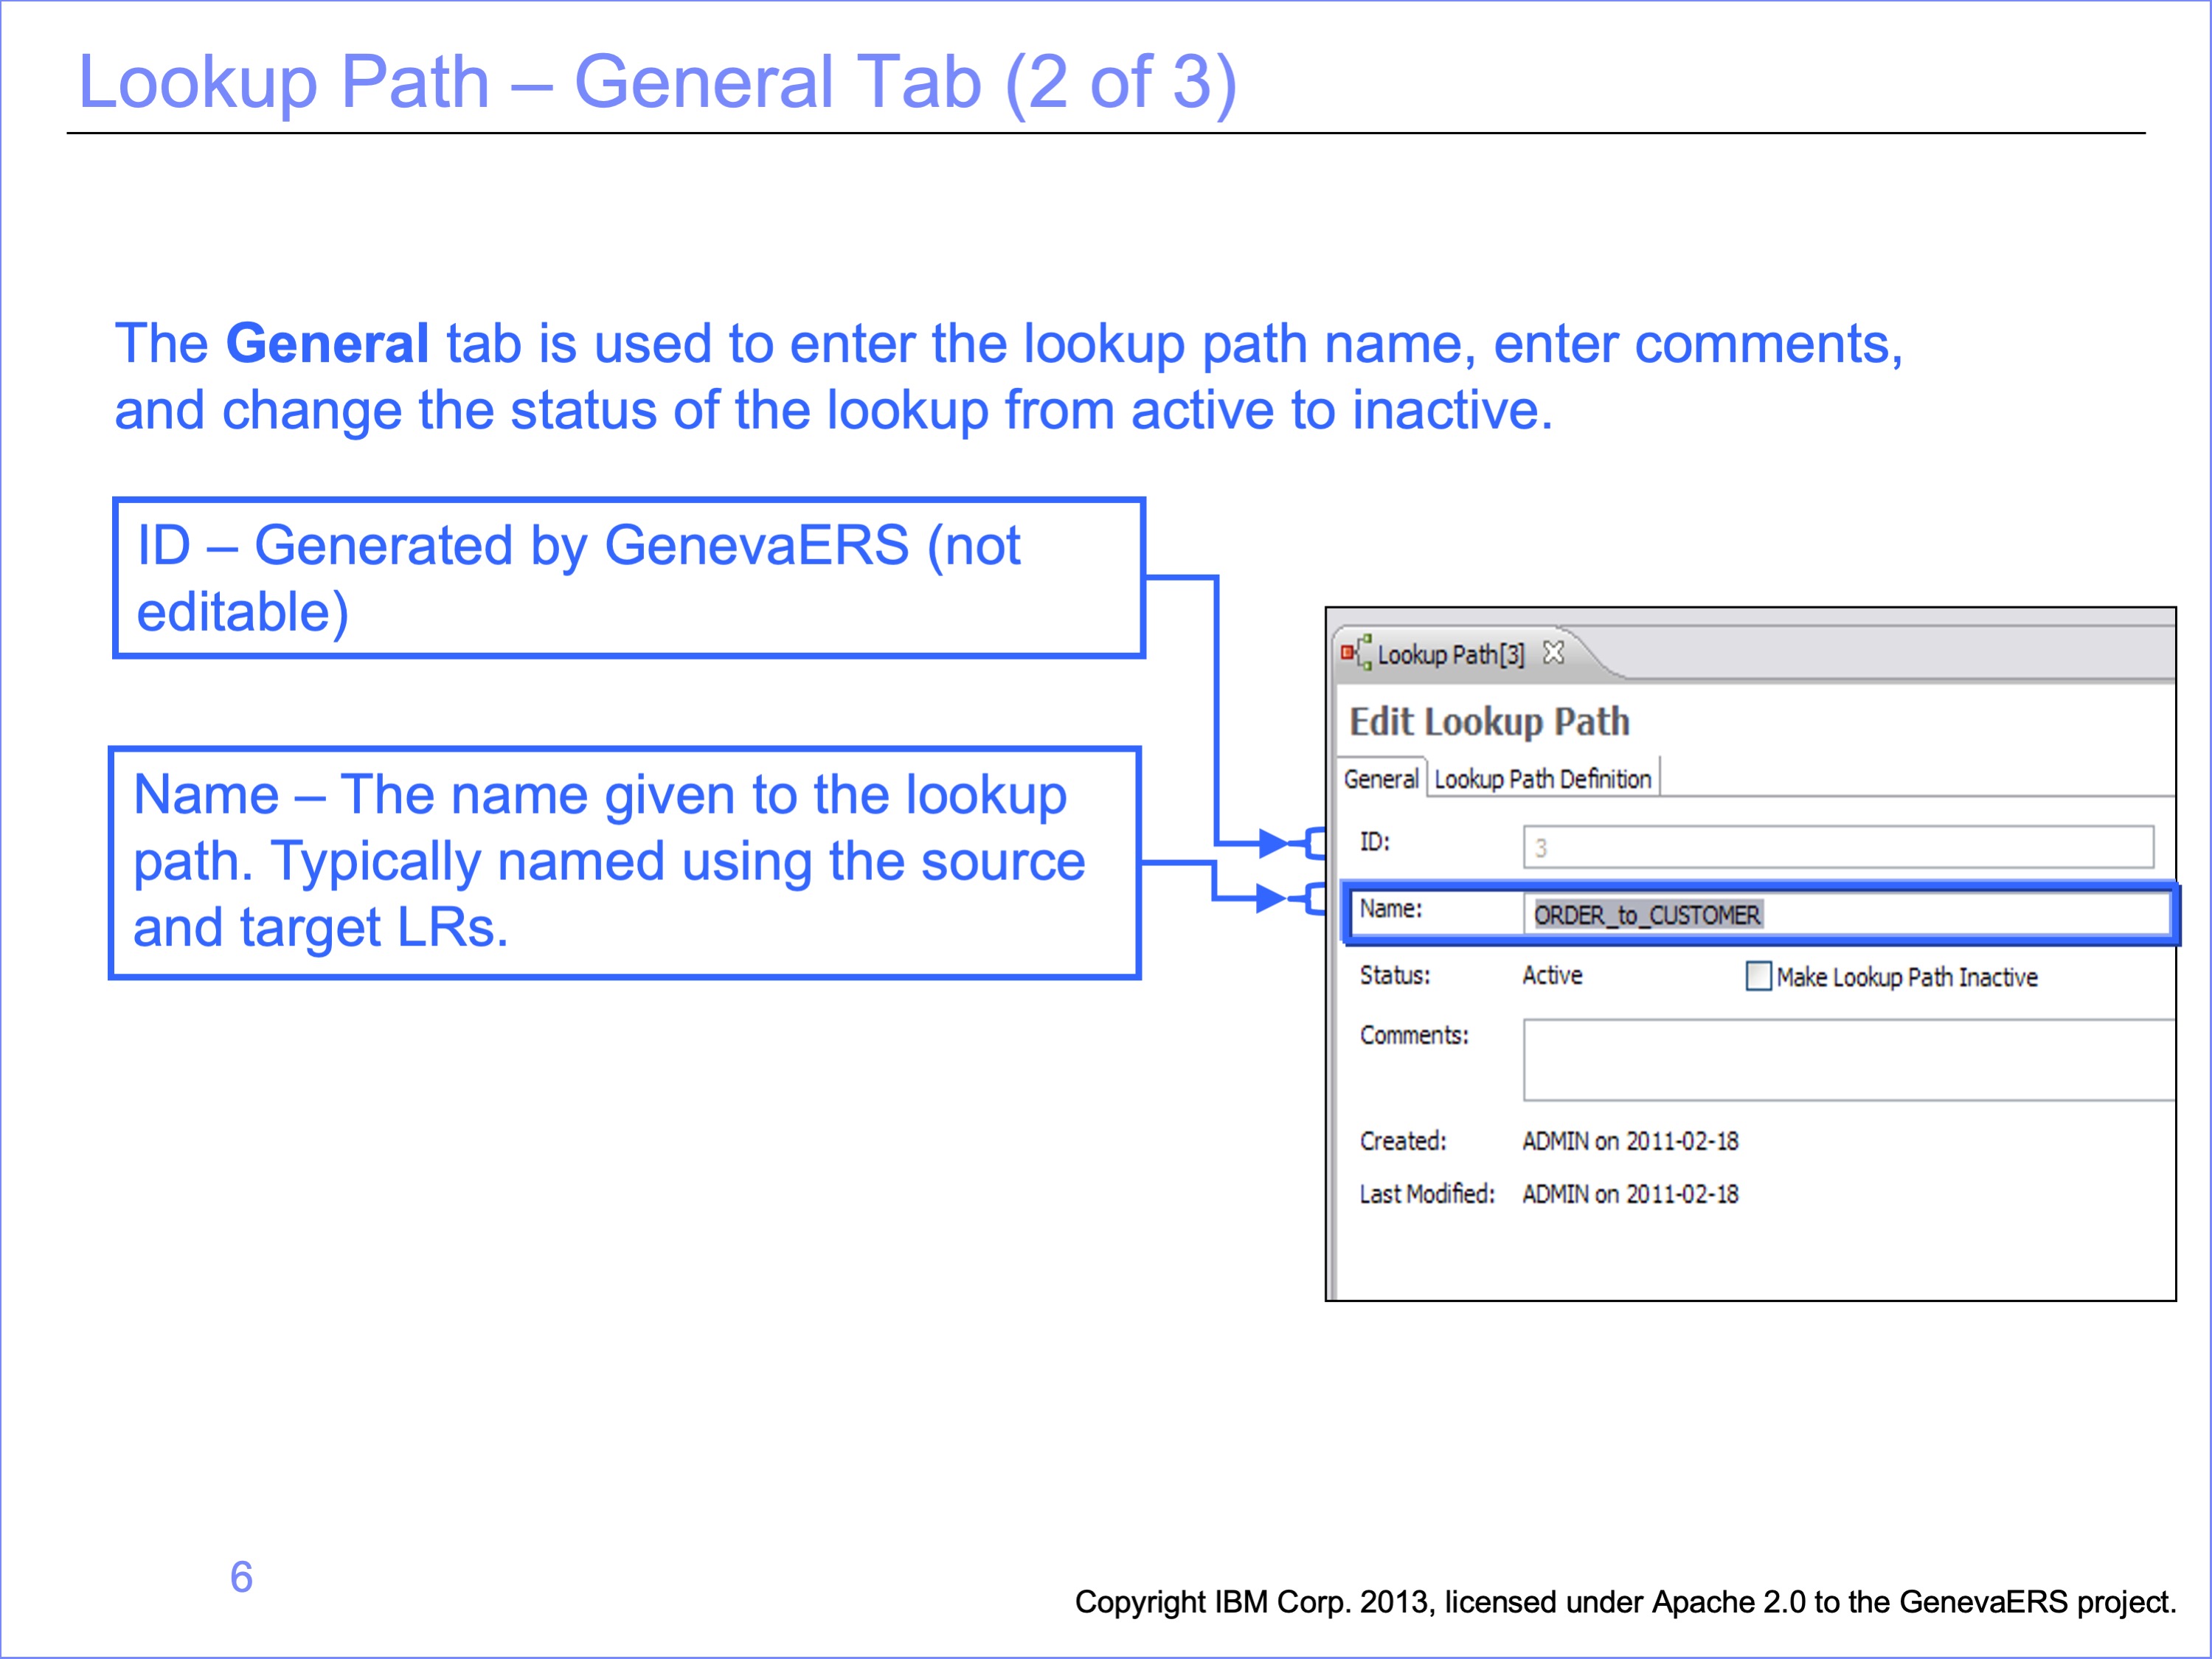 Lookup Path – General Tab (2 of 3)
The General tab is used to enter the lookup path name, enter comments,
and change the status of the lookup from active to inactive.
ID – Generated by GenevaERS (not
editable)
Name – The name given to the lookup
path. Typically named using the source
and target LRs.
Lookup Path[3]
Edit Lookup Path
General Lookup Path Definition
ID: 3
Name: ORDER_to_CUSTOMER
Status: Active Make Lookup Path Inactive
Comments:
Created: ADMIN on 2011-02-18
Last Modified: ADMIN on 2011-02-18
6
Copyright IBM Corp. 2013, licensed under Apache 2.0 to the GenevaERS project.